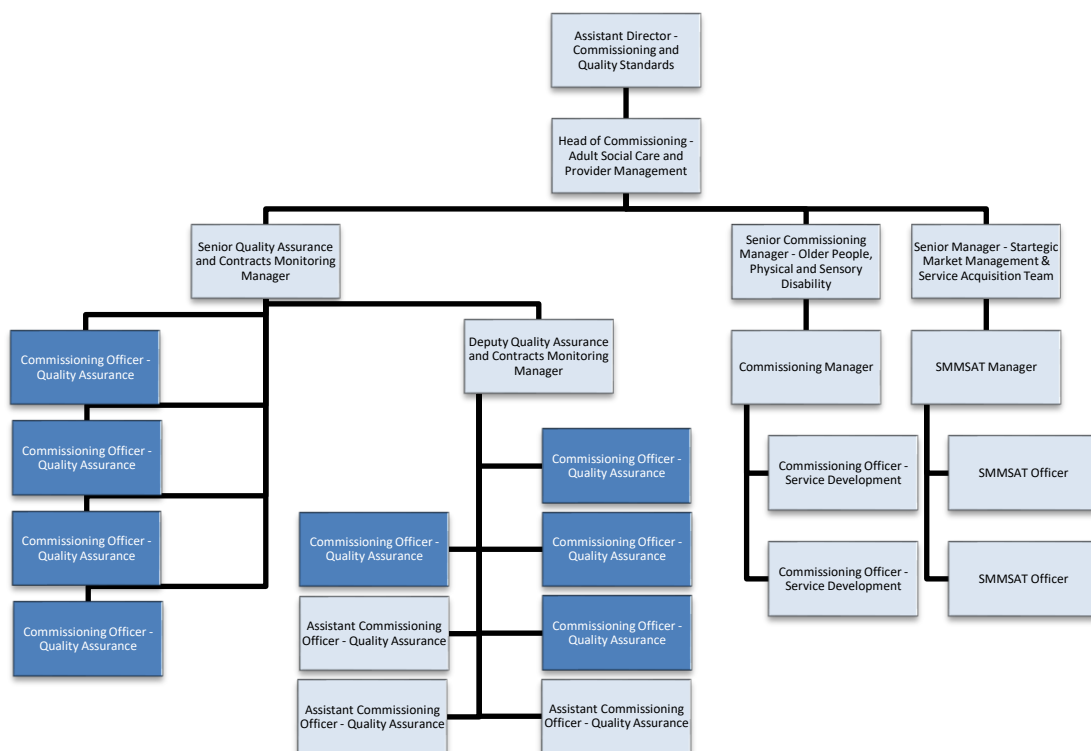 Assistant Director -
Commissioning and
Quality Standards
Head of Commissioning -
Adult Social Care and
Provider Management
Senior Quality Assurance
and Contracts Monitoring
Manager
Senior Commissioning
Manager - Older People,
Physical and Sensory
Disability
Senior Manager - Startegic
Market Management &
Service Acquisition Team
Commissioning Officer -
Quality Assurance
Commissioning Officer -
Quality Assurance
Commissioning Officer -
Quality Assurance
Commissioning Officer -
Quality Assurance
Deputy Quality Assurance
and Contracts Monitoring
Manager
Commissioning Officer -
Quality Assurance
Commissioning Officer -
Quality Assurance
Commissioning Officer -
Quality Assurance
Assistant Commissioning
Officer - Quality Assurance
Commissioning Officer -
Quality Assurance
Assistant Commissioning
Officer - Quality Assurance
Assistant Commissioning
Officer - Quality Assurance
Commissioning Manager
Commissioning Officer -
Service Development
Commissioning Officer -
Service Development
SMMSAT Manager
SMMSAT Officer
SMMSAT Officer